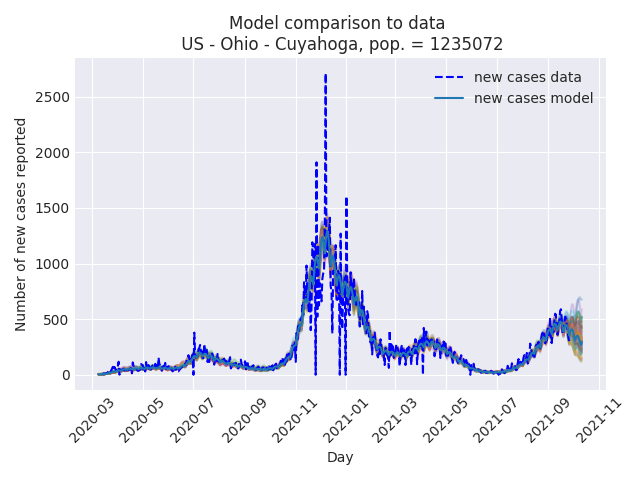 Model comparison to data
US - Ohio - Cuyahoga, pop. = 1235072
new cases data
new cases model
Number of new cases reported
2500
2000
1500
1000
500
0
2020-03
2020-05
2020-07
2020-09
2020-11
2021-01
2021-03
2021-05
2021-07
2021-09
2021-11
Day